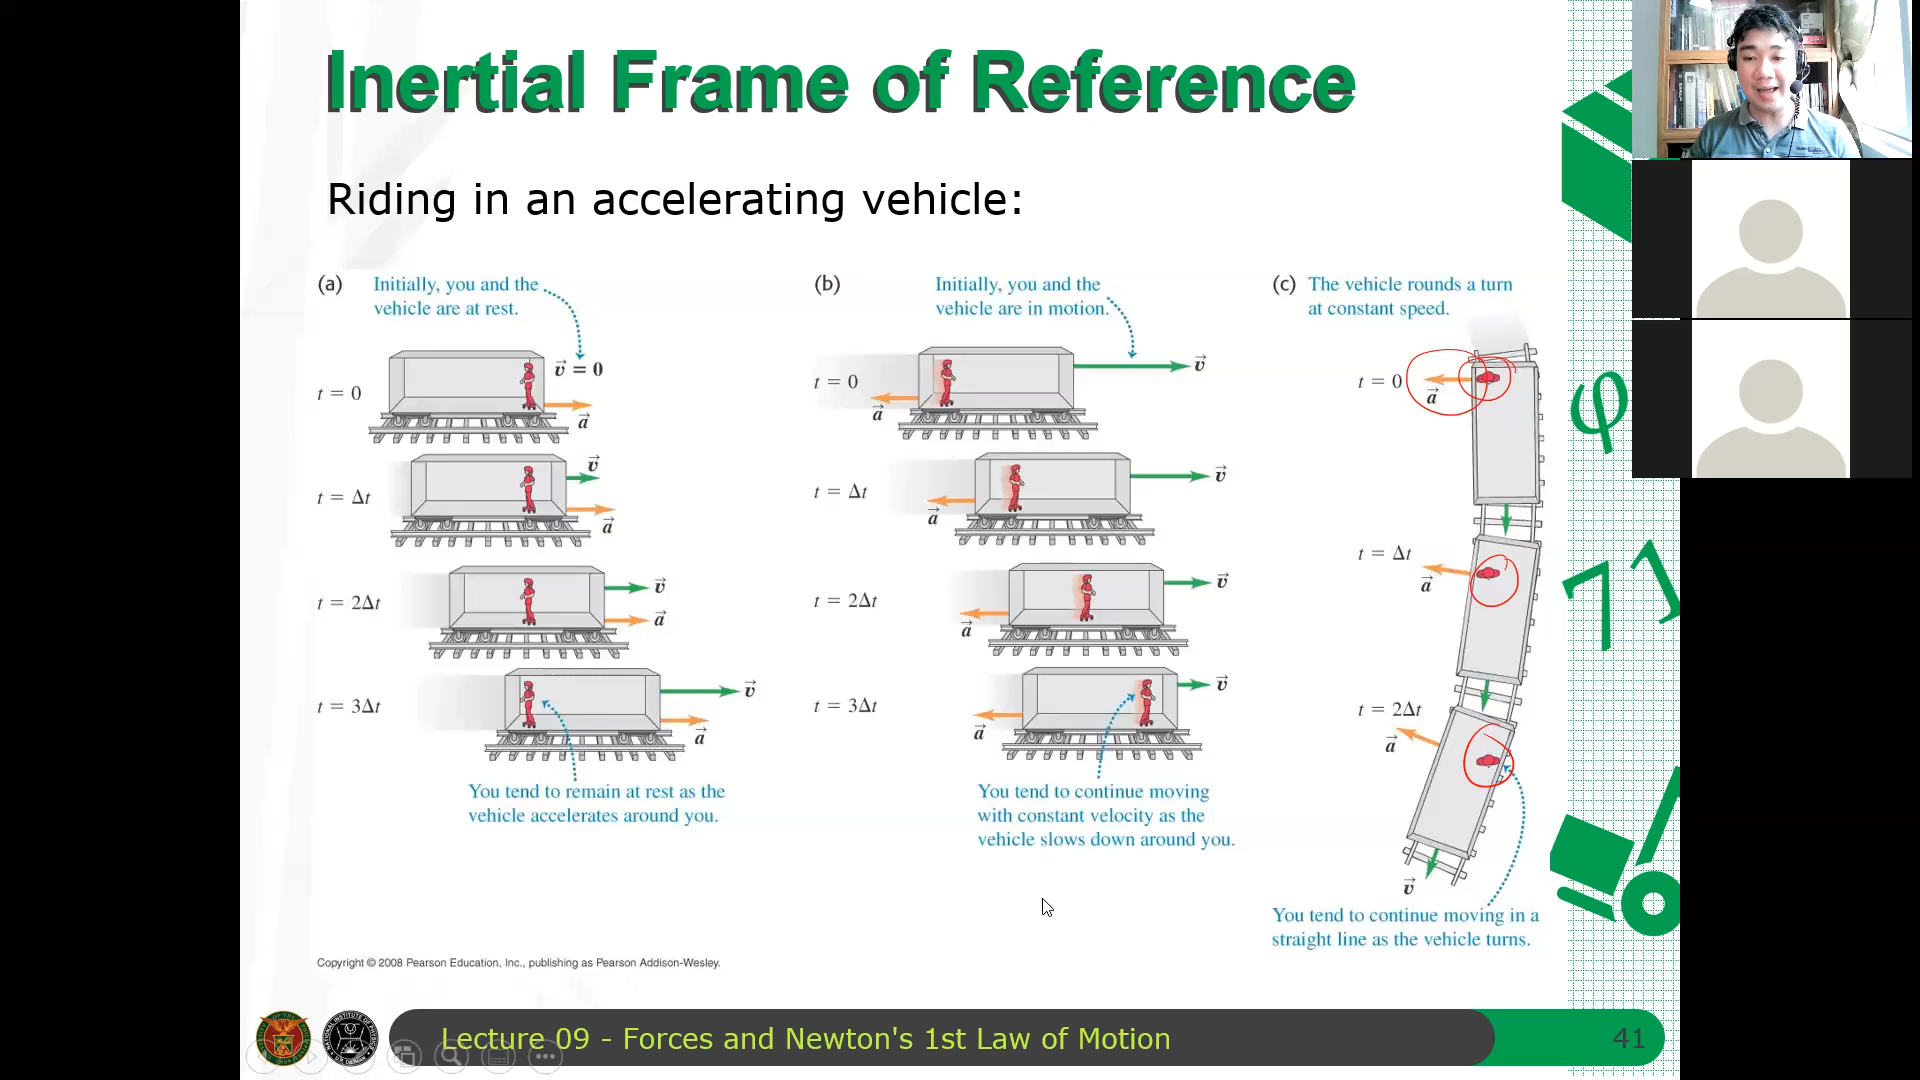 Inertial Frame of Reference
Riding in an accelerating vehicle:
(a) Initially, you and the
vehicle are at rest.
t = 0
v⃗ = 0
a⃗
t = Δt
v⃗
a⃗
t = 2Δt
v⃗
a⃗
t = 3Δt
v⃗
a⃗
You tend to remain at rest as the
vehicle accelerates around you.
(b) Initially, you and the
vehicle are in motion.
t = 0
v⃗
a⃗
t = Δt
v⃗
a⃗
t = 2Δt
v⃗
a⃗
t = 3Δt
v⃗
a⃗
You tend to continue moving
with constant velocity as the
vehicle slows down around you.
(c) The vehicle rounds a turn
at constant speed.
t = 0
a⃗
t = Δt
a⃗
t = 2Δt
a⃗
v⃗
You tend to continue moving in a
straight line as the vehicle turns.
φ
Copyright © 2008 Pearson Education, Inc., publishing as Pearson Addison-Wesley.
Lecture 09 - Forces and Newton's 1st Law of Motion
41